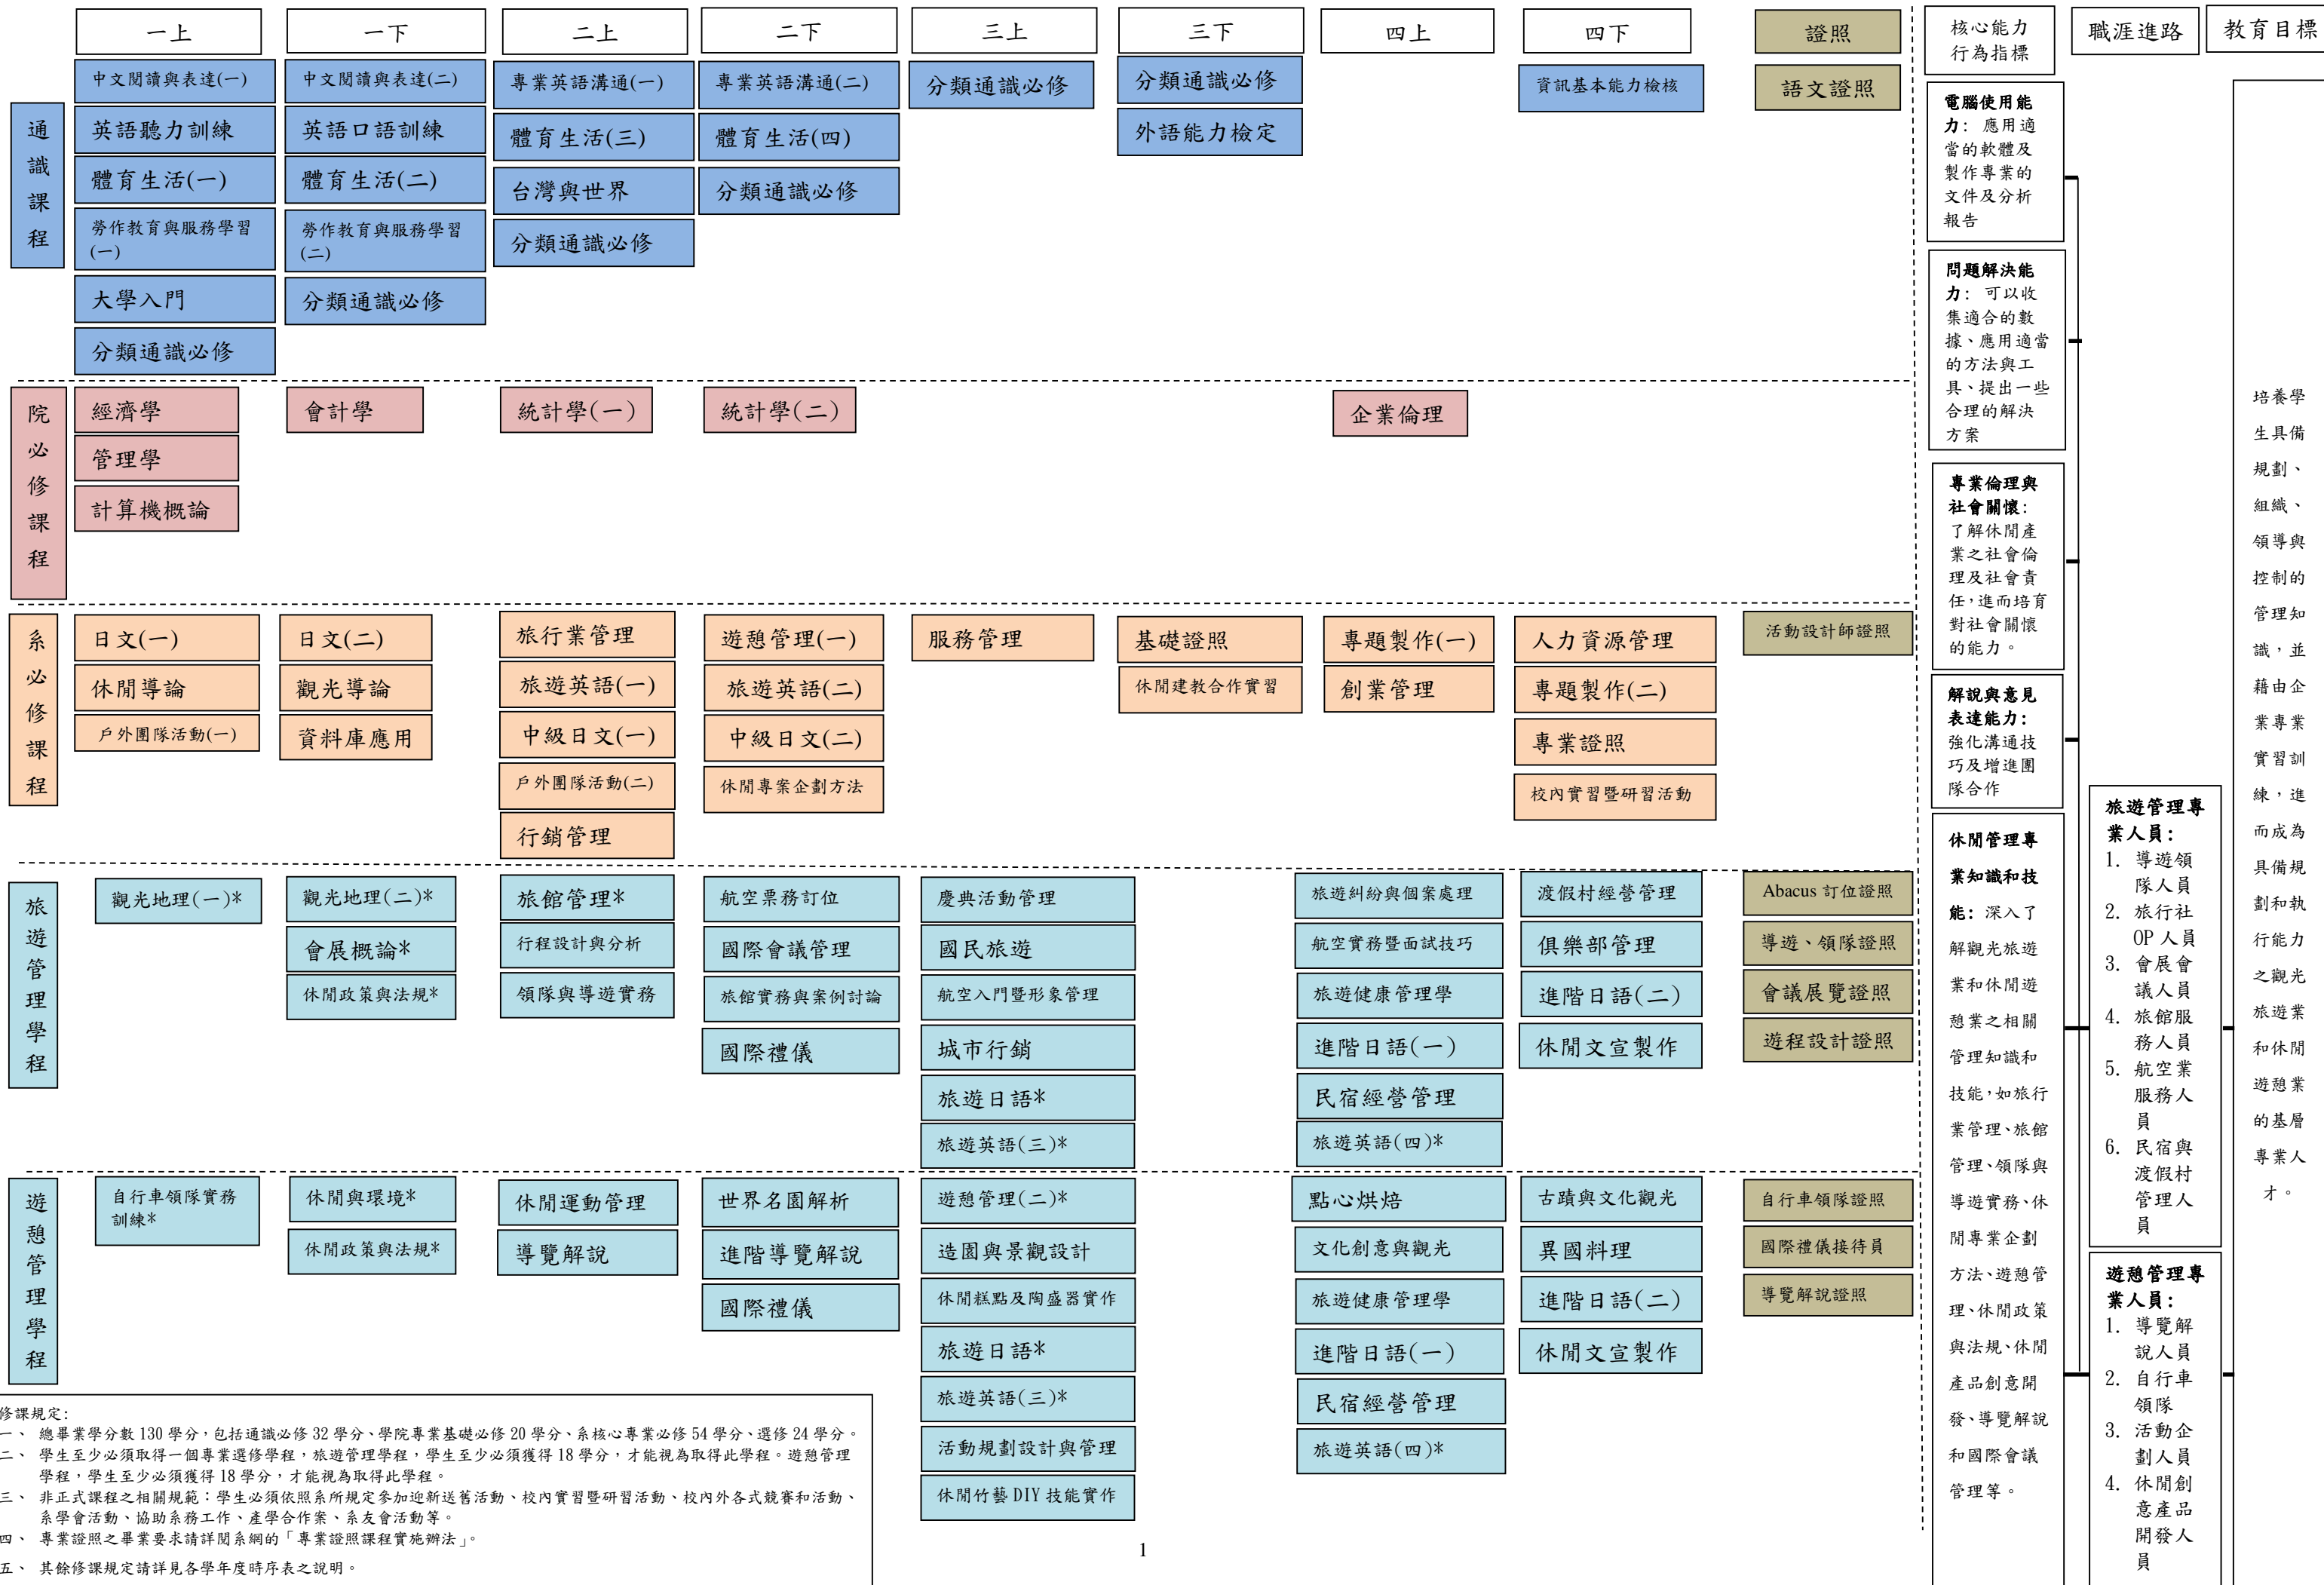 一上
一下
二上
二下
三上
三下
四上
四下
證照
核心能力
行為指標
職涯進路
教育目標
通識課程
中文閱讀與表達(一)
英語聽力訓練
體育生活(一)
勞作教育與服務學習
(一)
大學入門
分類通識必修
中文閱讀與表達(二)
英語口語訓練
體育生活(二)
勞作教育與服務學習
(二)
分類通識必修
專業英語溝通(一)
體育生活(三)
台灣與世界
分類通識必修
專業英語溝通(二)
體育生活(四)
分類通識必修
分類通識必修
分類通識必修
外語能力檢定
資訊基本能力檢核
語文證照
院必修課程
經濟學
管理學
計算機概論
會計學
統計學(一)
統計學(二)
企業倫理
系必修課程
日文(一)
休閒導論
戶外團隊活動(一)
日文(二)
觀光導論
資料庫應用
旅行業管理
旅遊英語(一)
中級日文(一)
戶外團隊活動(二)
行銷管理
遊憩管理(一)
旅遊英語(二)
中級日文(二)
休閒專案企劃方法
服務管理
基礎證照
休閒建教合作實習
專題製作(一)
創業管理
人力資源管理
專題製作(二)
專業證照
校內實習暨研習活動
活動設計師證照
旅遊管理學程
觀光地理(一)*
觀光地理(二)*
會展概論*
休閒政策與法規*
旅館管理*
行程設計與分析
領隊與導遊實務
航空票務訂位
國際會議管理
旅館實務與案例討論
國際禮儀
慶典活動管理
國民旅遊
航空入門暨形象管理
城市行銷
旅遊日語*
旅遊英語(三)*
旅遊糾紛與個案處理
航空實務暨面試技巧
旅遊健康管理學
進階日語(一)
民宿經營管理
旅遊英語(四)*
渡假村經營管理
俱樂部管理
進階日語(二)
休閒文宣製作
Abacus 訂位證照
導遊、領隊證照
會議展覽證照
遊程設計證照
遊憩管理學程
自行車領隊實務
訓練*
休閒與環境*
休閒政策與法規*
休閒運動管理
導覽解說
世界名園解析
進階導覽解說
國際禮儀
遊憩管理(二)*
造園與景觀設計
休閒糕點及陶盛器實作
旅遊日語*
旅遊英語(三)*
活動規劃設計與管理
休閒竹藝 DIY 技能實作
點心烘焙
文化創意與觀光
旅遊健康管理學
進階日語(一)
民宿經營管理
旅遊英語(四)*
古蹟與文化觀光
異國料理
進階日語(二)
休閒文宣製作
自行車領隊證照
國際禮儀接待員
導覽解說證照
電腦使用能
力: 應用適
當的軟體及
製作專業的
文件及分析
報告
問題解決能
力: 可以收
集適合的數
據、應用適當
的方法與工
具、提出一些
合理的解決
方案
專業倫理與
社會關懷:
了解休閒產
業之社會倫
理及社會責
任,進而培育
對社會關懷
的能力。
解說與意見
表達能力:
強化溝通技
巧及增進團
隊合作
休閒管理專
業知識和技
能: 深入了
解觀光旅遊
業和休閒遊
憩業之相關
管理知識和
技能,如旅行
業管理、旅館
管理、領隊與
導遊實務、休
閒專案企劃
方法、遊憩管
理、休閒政策
與法規、休閒
產品創意開
發、導覽解說
和國際會議
管理等。
旅遊管理專
業人員:
1. 導遊領
隊人員
2. 旅行社
OP 人員
3. 會展會
議人員
4. 旅館服
務人員
5. 航空業
服務人
員
6. 民宿與
渡假村
管理人
員
遊憩管理專
業人員:
1. 導覽解
說人員
2. 自行車
領隊
3. 活動企
劃人員
4. 休閒創
意產品
開發人
員
培養學
生具備
規劃、
組織、
領導與
控制的
管理知
識,並
藉由企
業專業
實習訓
練,進
而成為
具備規
劃和執
行能力
之觀光
旅遊業
和休閒
遊憩業
的基層
專業人
才。
修課規定:
一、 總畢業學分數 130 學分,包括通識必修 32 學分、學院專業基礎必修 20 學分、系核心專業必修 54 學分、選修 24 學分。
二、 學生至少必須取得一個專業選修學程,旅遊管理學程,學生至少必須獲得 18 學分,才能視為取得此學程。遊憩管理
學程,學生至少必須獲得 18 學分,才能視為取得此學程。
三、 非正式課程之相關規範:學生必須依照系所規定參加迎新送舊活動、校內實習暨研習活動、校內外各式競賽和活動、
系學會活動、協助系務工作、產學合作案、系友會活動等。
四、 專業證照之畢業要求請詳閱系網的「專業證照課程實施辦法」。
五、 其餘修課規定請詳見各學年度時序表之說明。
1